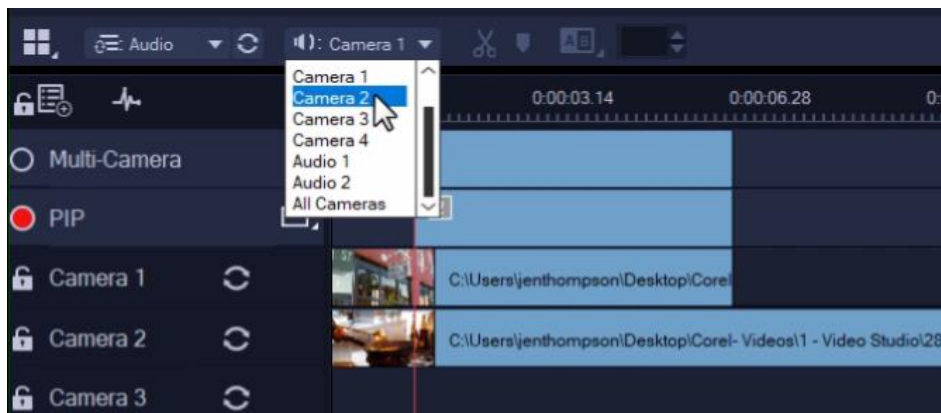 Audio
Camera 1
Camera 1
Camera 2
Camera 3
Camera 4
Audio 1
Audio 2
All Cameras
0:00:03.14
0:00:06.28
0:
Multi-Camera
PIP
Camera 1
C:\Users\jenthompson\Desktop\Corel
Camera 2
C:\Users\jenthompson\Desktop\Corel- Videos\1 - Video Studio\28
Camera 3